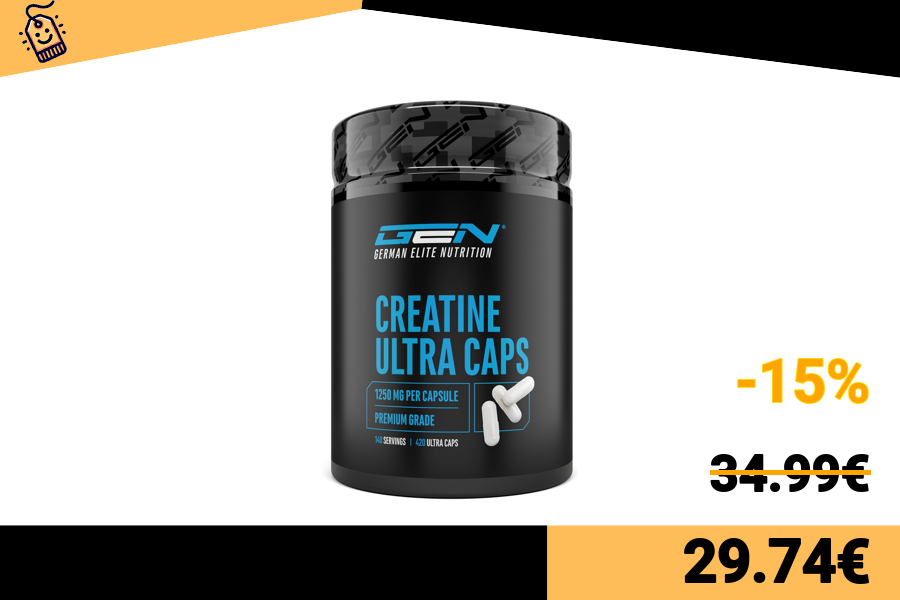 GEN
GEN®
GERMAN ELITE NUTRITION
CREATINE
ULTRA CAPS
1250 MG PER CAPSULE
PREMIUM GRADE
140 SERVINGS | 420 ULTRA CAPS
-15%
34.99€
29.74€